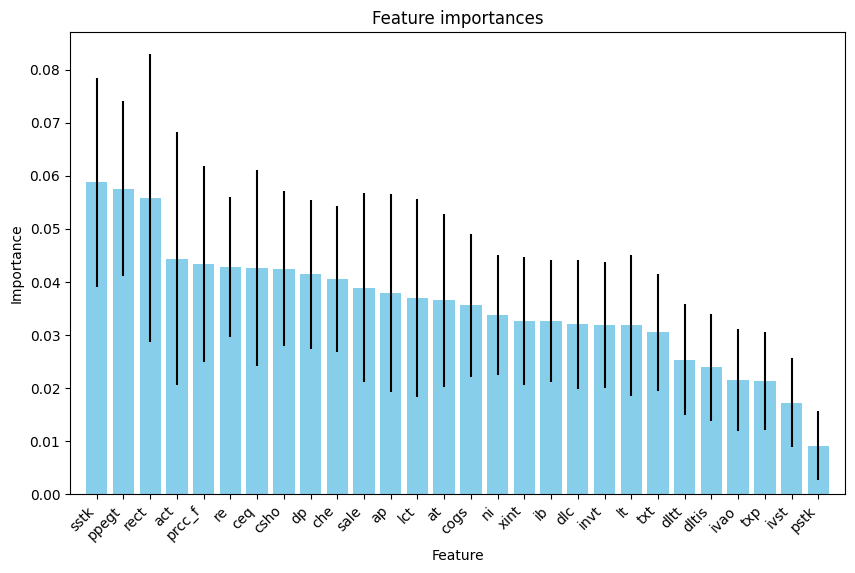 Feature importances
Importance
0.08
0.07
0.06
0.05
0.04
0.03
0.02
0.01
0.00
sstk
ppegt
rect
act
prcc_f
re
ceq
csho
dp
che
sale
ap
lct
at
cogs
ni
xint
ib
dlc
invt
lt
txt
dltt
dltis
ivao
txp
ivst
pstk
Feature